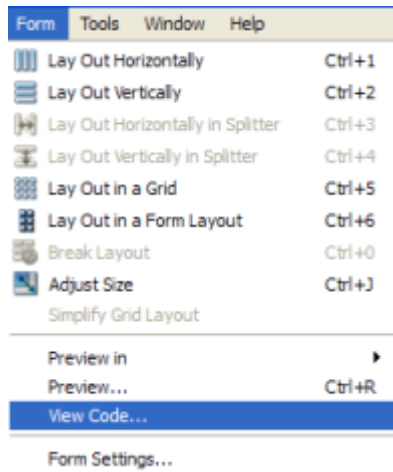 Form Tools Window Help
Lay Out Horizontally Ctrl+1
Lay Out Vertically Ctrl+2
Lay Out Horizontally in Splitter Ctrl+3
Lay Out Vertically in Splitter Ctrl+4
Lay Out in a Grid Ctrl+5
Lay Out in a Form Layout Ctrl+6
Break Layout Ctrl+0
Adjust Size Ctrl+J
Simplify Grid Layout
Preview in
Preview... Ctrl+R
View Code...
Form Settings...